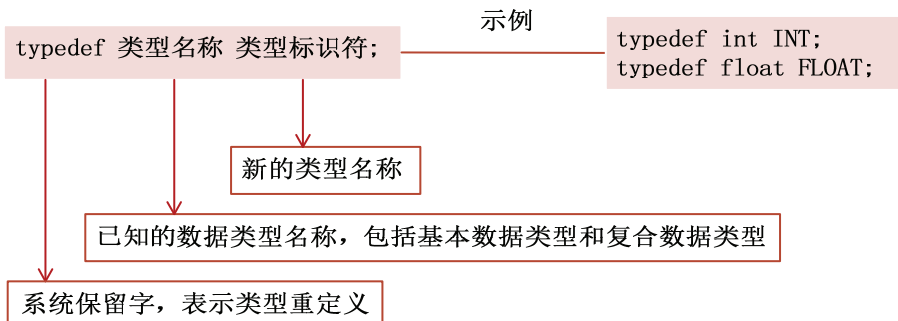 示例
typedef 类型名称 类型标识符;
typedef int INT;
typedef float FLOAT;
新的类型名称
已知的数据类型名称，包括基本数据类型和复合数据类型
系统保留字，表示类型重定义